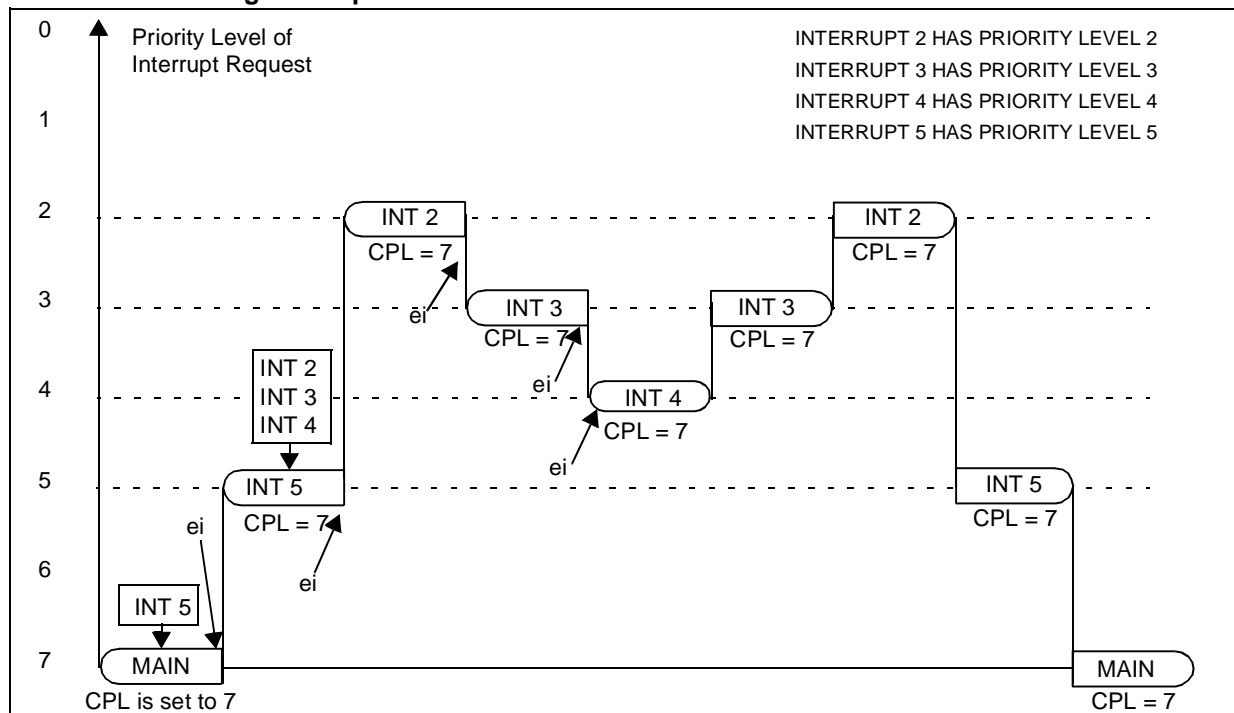 0
Priority Level of
Interrupt Request
INTERRUPT 2 HAS PRIORITY LEVEL 2
INTERRUPT 3 HAS PRIORITY LEVEL 3
INTERRUPT 4 HAS PRIORITY LEVEL 4
INTERRUPT 5 HAS PRIORITY LEVEL 5
1
2
INT 2
CPL = 7
INT 2
CPL = 7
ei
3
INT 3
CPL = 7
INT 3
CPL = 7
ei
INT 2
INT 3
INT 4
4
INT 4
CPL = 7
ei
5
INT 5
CPL = 7
INT 5
CPL = 7
ei
ei
6
INT 5
7
MAIN
CPL is set to 7
MAIN
CPL = 7